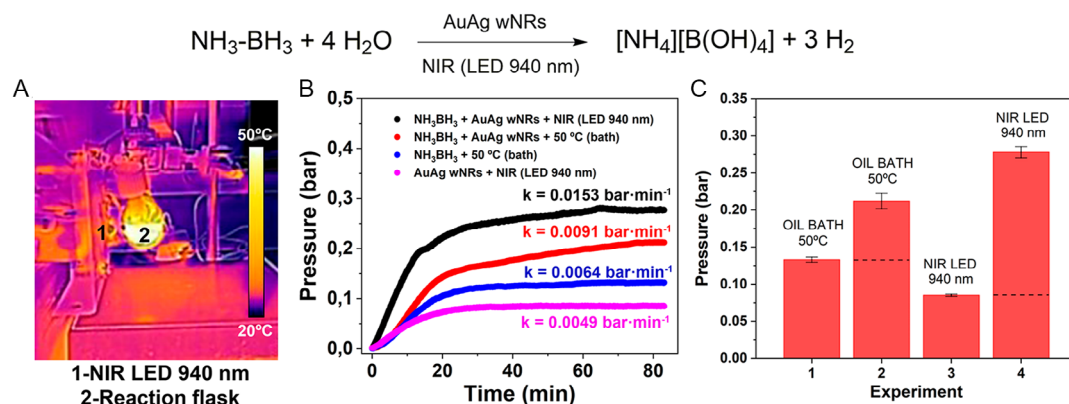 NH₃-BH₃ + 4 H₂O
AuAg wNRs
NIR (LED 940 nm)
[NH₄][B(OH)₄] + 3 H₂
A
50ºC
20ºC
1
2
1-NIR LED 940 nm
2-Reaction flask
B
0,5
0,4
0,3
0,2
0,1
0,0
Pressure (bar)
NH₃BH₃ + AuAg wNRs + NIR (LED 940 nm)
NH₃BH₃ + AuAg wNRs + 50 ºC (bath)
NH₃BH₃ + 50 ºC (bath)
AuAg wNRs + NIR (LED 940 nm)
k = 0.0153 bar·min⁻¹
k = 0.0091 bar·min⁻¹
k = 0.0064 bar·min⁻¹
k = 0.0049 bar·min⁻¹
0 20 40 60 80
Time (min)
C
0.35
0.30
0.25
0.20
0.15
0.10
0.05
0.00
Pressure (bar)
OIL BATH
50ºC
OIL BATH
50ºC
NIR LED
940 nm
NIR LED
940 nm
1 2 3 4
Experiment